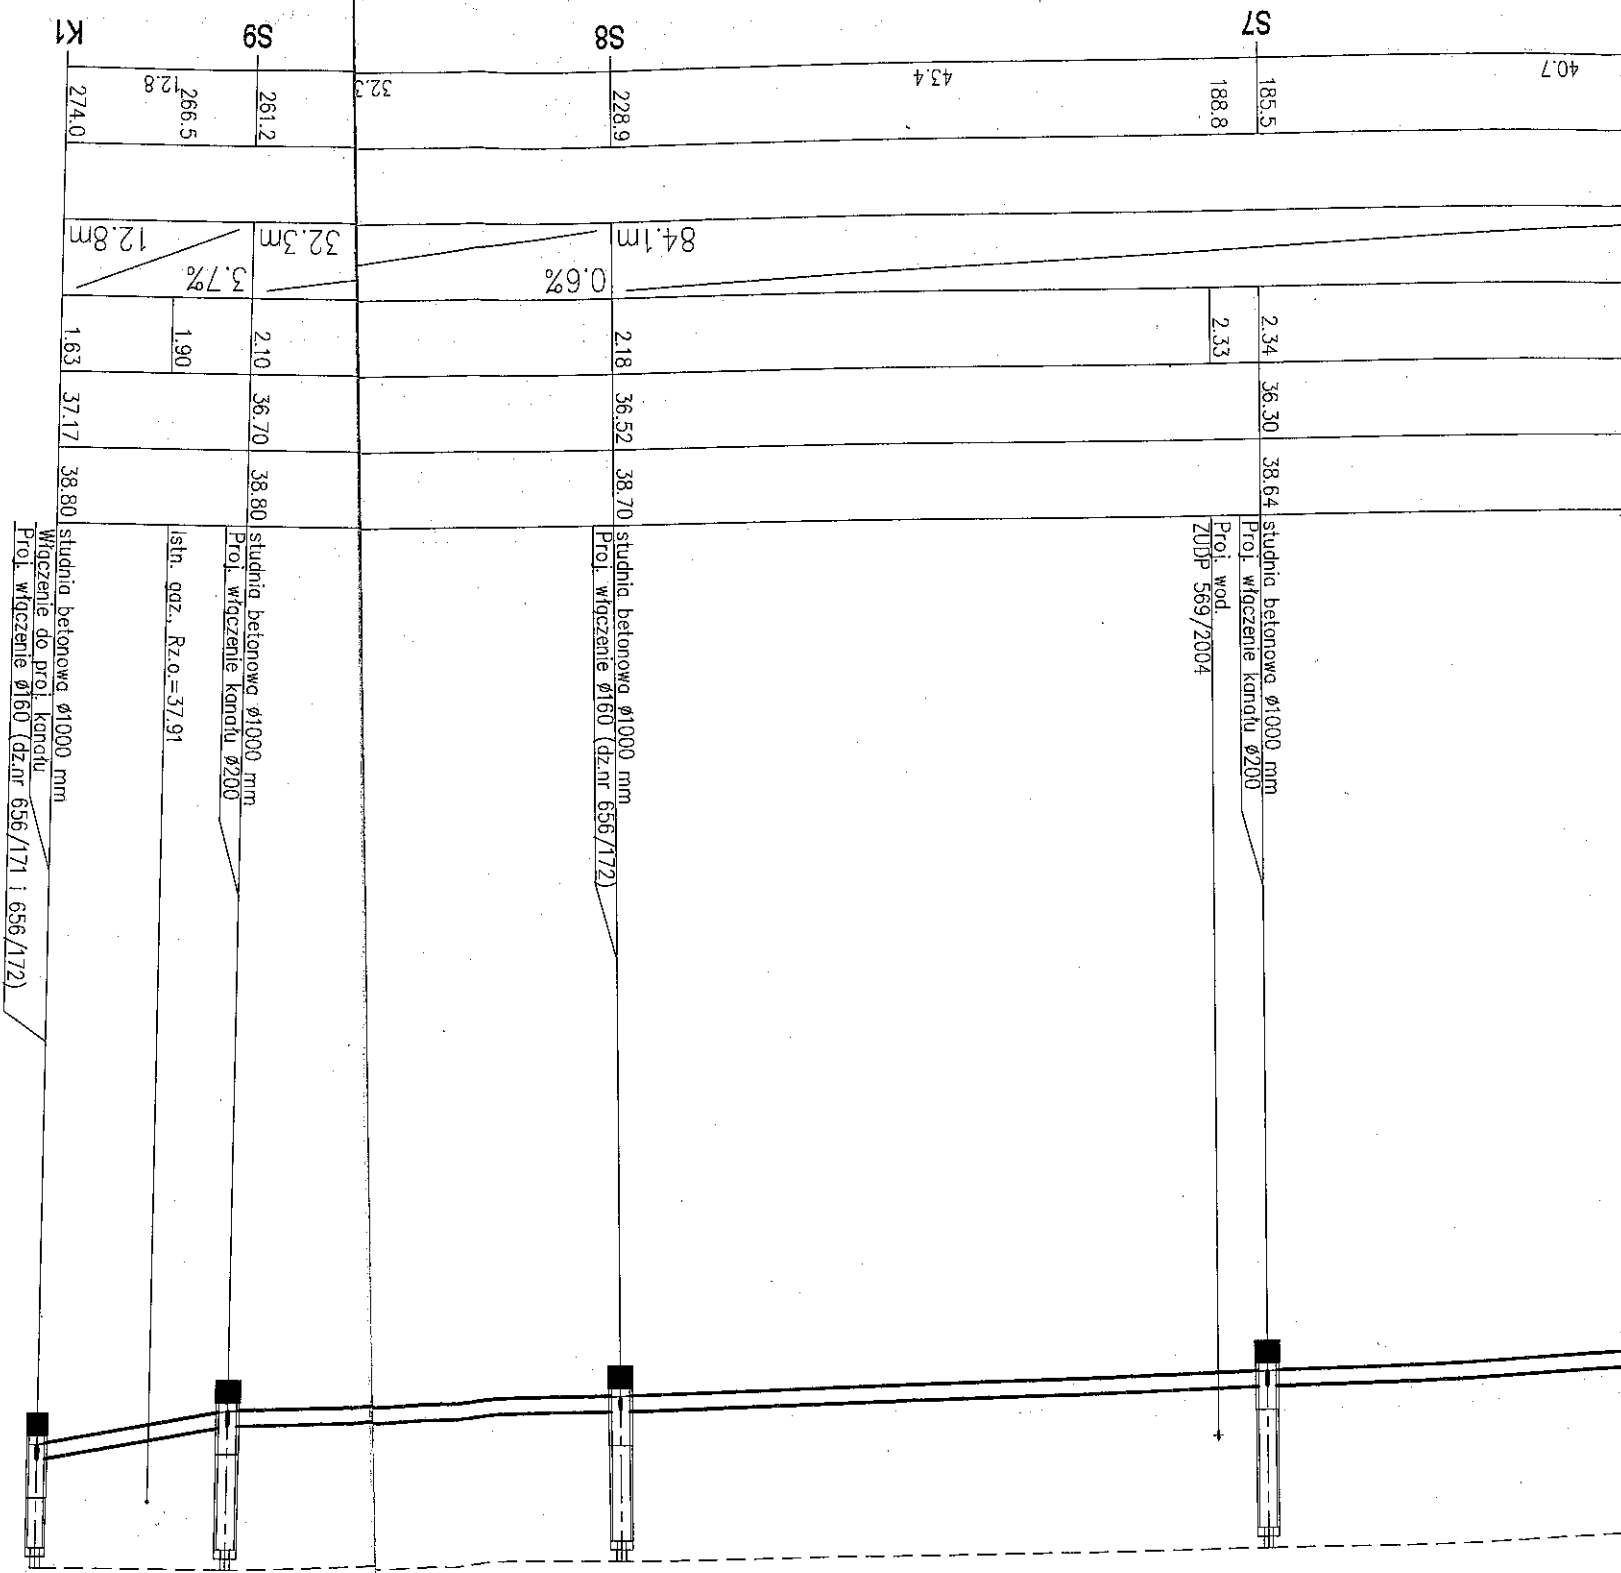 K1
S9
S8
S7
12.8
32.3
43.4
40.7
274.0
266.5
261.2
228.9
188.8
185.5
12.8m
3.7%
32.3m
0.6%
84.1m
1.63
1.90
2.10
2.18
2.33
2.34
37.17
36.70
36.52
36.30
38.80
38.80
38.70
38.64
studnia betonowa ø1000 mm
Włączenie do proj. kanału
Proj. włączenie ø160 (dz.nr 656/171 i 656/172)
Istn. gaz., Rz.o.=37.91
studnia betonowa ø1000 mm
Proj. włączenie kanału ø200
studnia betonowa ø1000 mm
Proj. włączenie ø160 (dz.nr 656/172)
Proj. wod.
ZUDP 569/2004
studnia betonowa ø1000 mm
Proj. włączenie kanału ø200